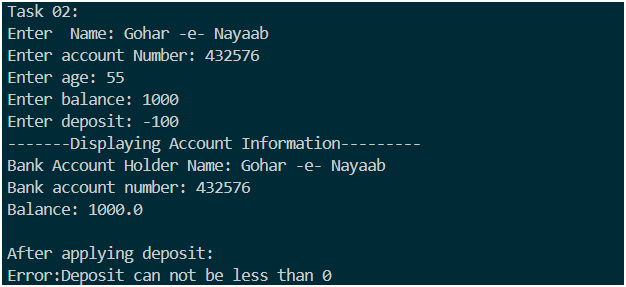 Task 02:
Enter  Name: Gohar -e- Nayaab
Enter account Number: 432576
Enter age: 55
Enter balance: 1000
Enter deposit: -100
-------Displaying Account Information---------
Bank Account Holder Name: Gohar -e- Nayaab
Bank account number: 432576
Balance: 1000.0

After applying deposit:
Error:Deposit can not be less than 0